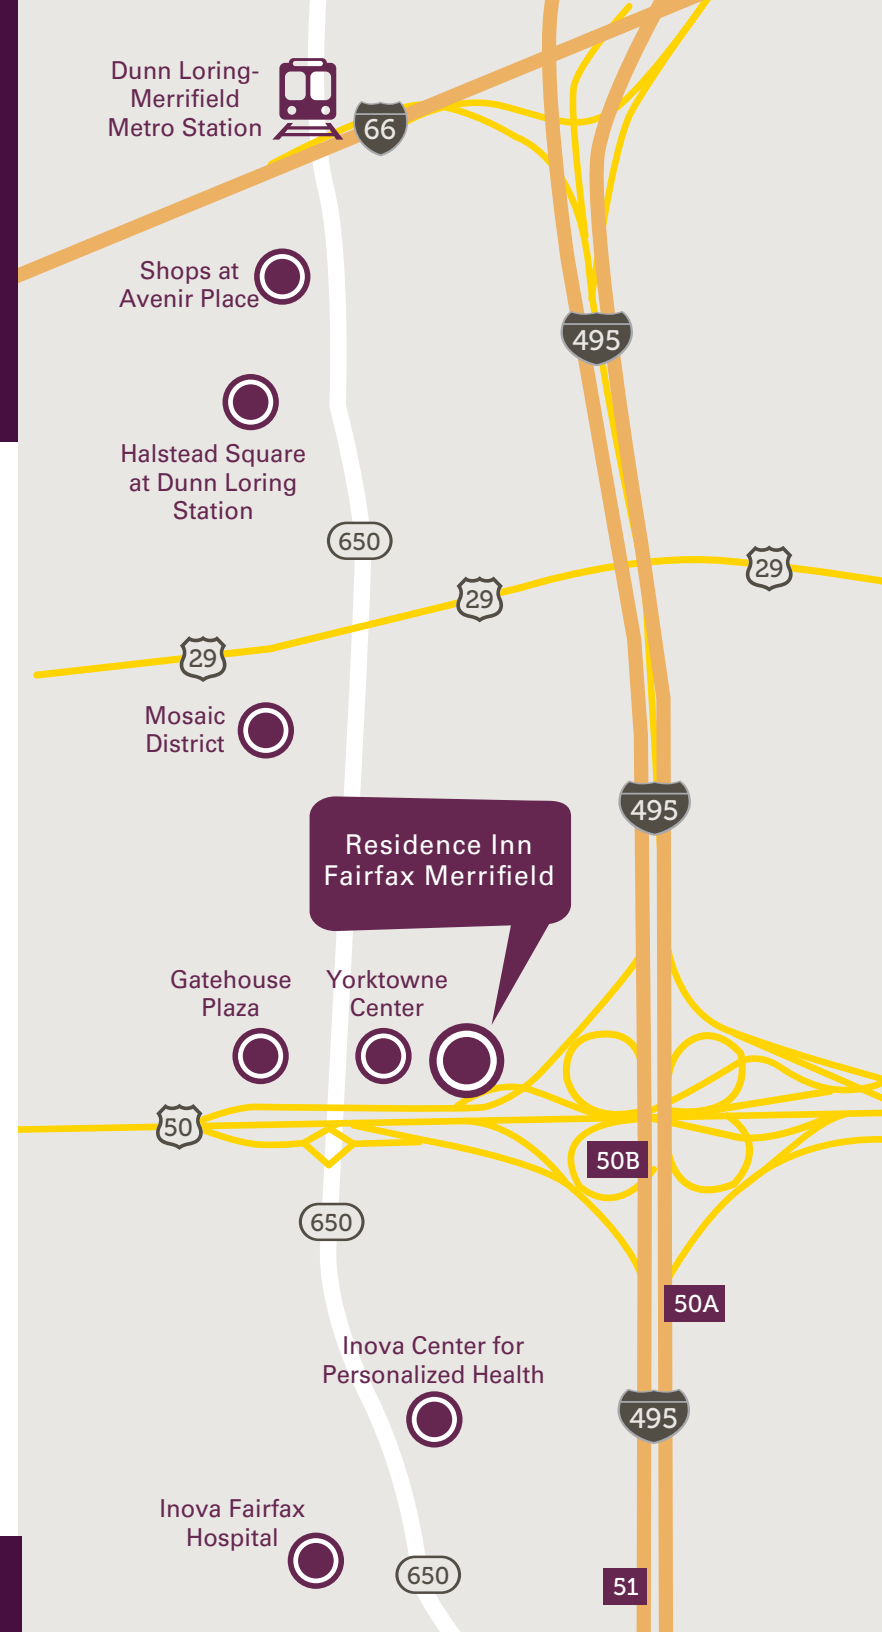 Dunn Loring-
Merrifield
Metro Station
66
Shops at
Avenir Place
495
Halstead Square
at Dunn Loring
Station
650
29
29
29
Mosaic
District
495
Residence Inn
Fairfax Merrifield
Gatehouse
Plaza
Yorktowne
Center
50
50B
650
50A
Inova Center for
Personalized Health
495
Inova Fairfax
Hospital
650
51